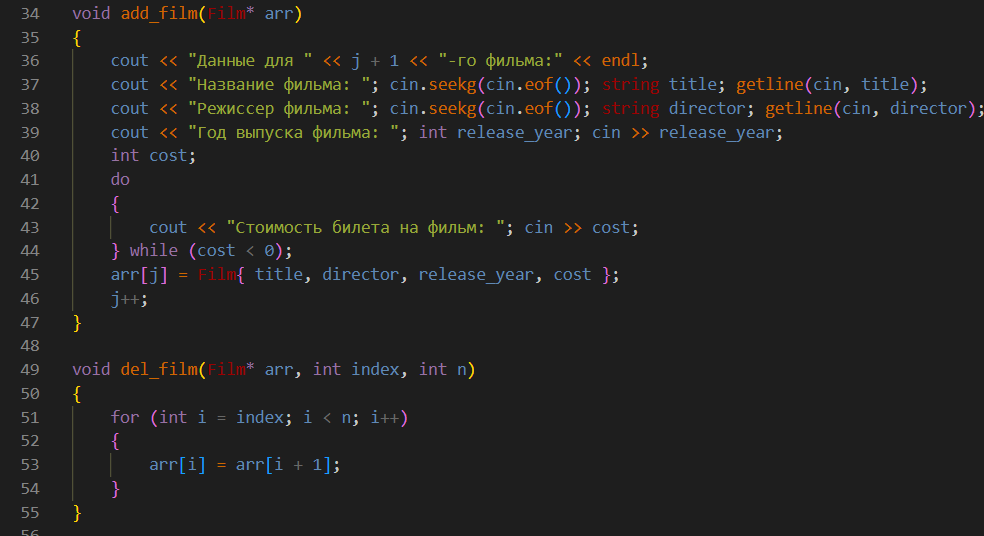 34 void add_film(Film* arr)
35 {
36 cout << "Данные для " << j + 1 << "-го фильма:" << endl;
37 cout << "Название фильма: "; cin.seekg(cin.eof()); string title; getline(cin, title);
38 cout << "Режиссер фильма: "; cin.seekg(cin.eof()); string director; getline(cin, director);
39 cout << "Год выпуска фильма: "; int release_year; cin >> release_year;
40 int cost;
41 do
42 {
43 cout << "Стоимость билета на фильм: "; cin >> cost;
44 } while (cost < 0);
45 arr[j] = Film{ title, director, release_year, cost };
46 j++;
47 }
48
49 void del_film(Film* arr, int index, int n)
50 {
51 for (int i = index; i < n; i++)
52 {
53 arr[i] = arr[i + 1];
54 }
55 }
56